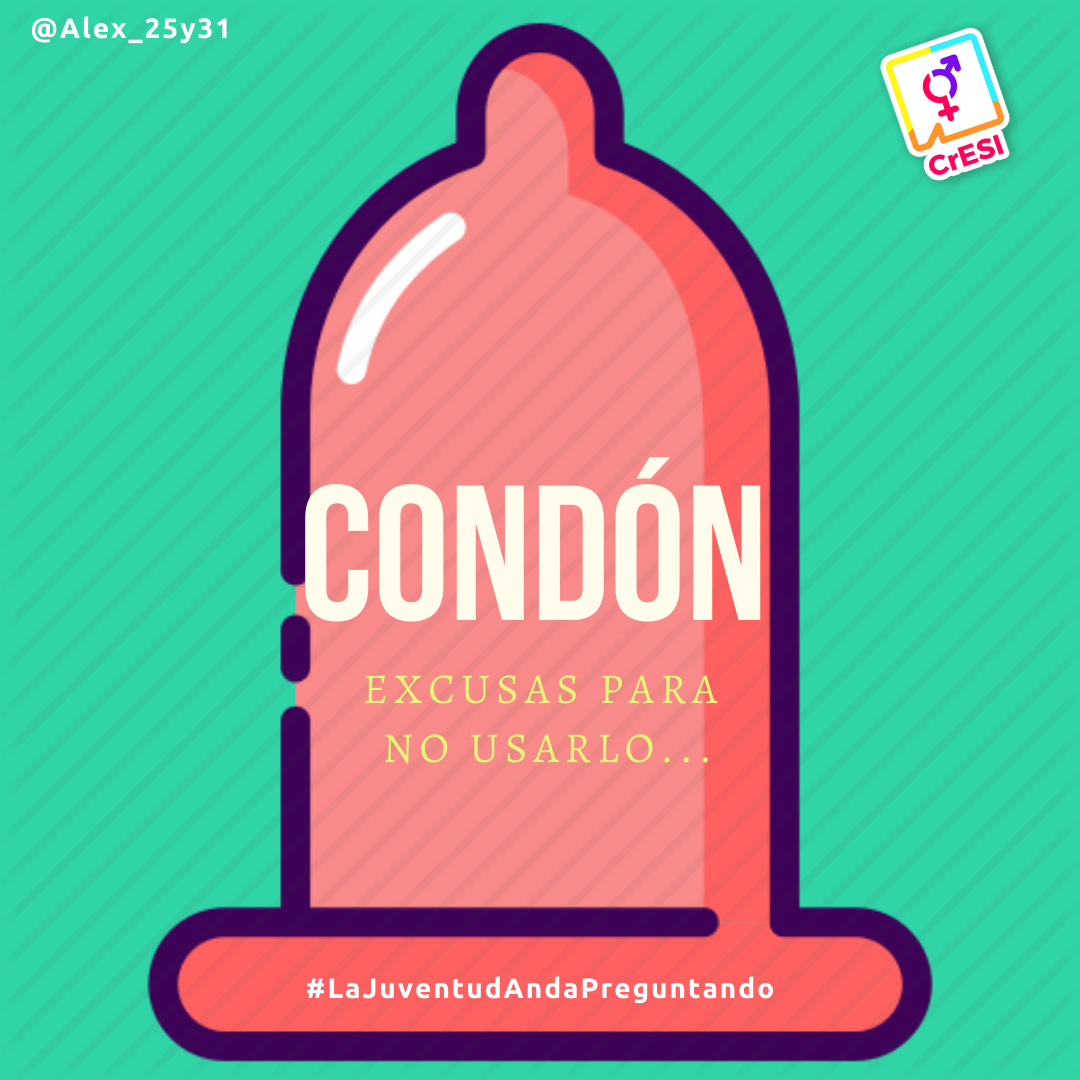 @Alex_25y31
CrESI
CONDÓN
EXCUSAS PARA
NO USARLO...
#LaJuventudAndaPreguntando